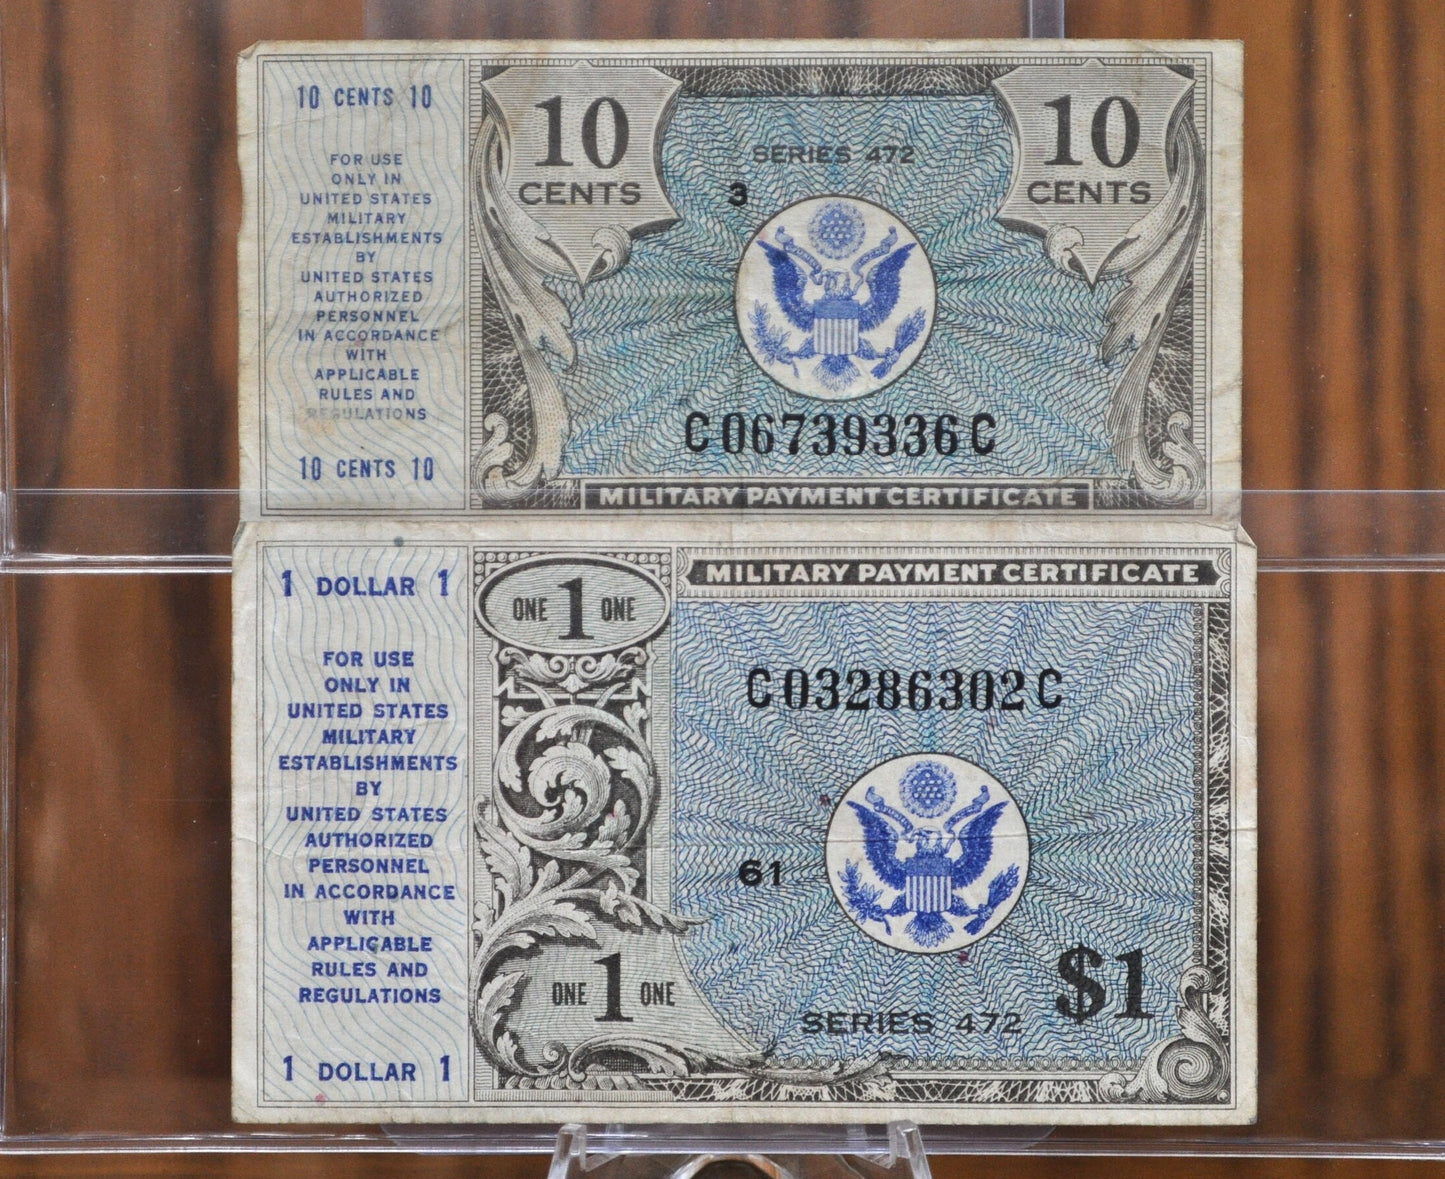 10 CENTS 10
FOR USE
ONLY IN
UNITED STATES
MILITARY
ESTABLISHMENTS
BY
UNITED STATES
AUTHORIZED
PERSONNEL
IN ACCORDANCE
WITH
APPLICABLE
RULES AND
REGULATIONS
10 CENTS 10
10
CENTS
SERIES 472
3
10
CENTS
C06739336C
MILITARY PAYMENT CERTIFICATE
1 DOLLAR 1
FOR USE
ONLY IN
UNITED STATES
MILITARY
ESTABLISHMENTS
BY
UNITED STATES
AUTHORIZED
PERSONNEL
IN ACCORDANCE
WITH
APPLICABLE
RULES AND
REGULATIONS
1 DOLLAR 1
ONE 1 ONE
MILITARY PAYMENT CERTIFICATE
C03286302C
61
ONE 1 ONE
$1
SERIES 472